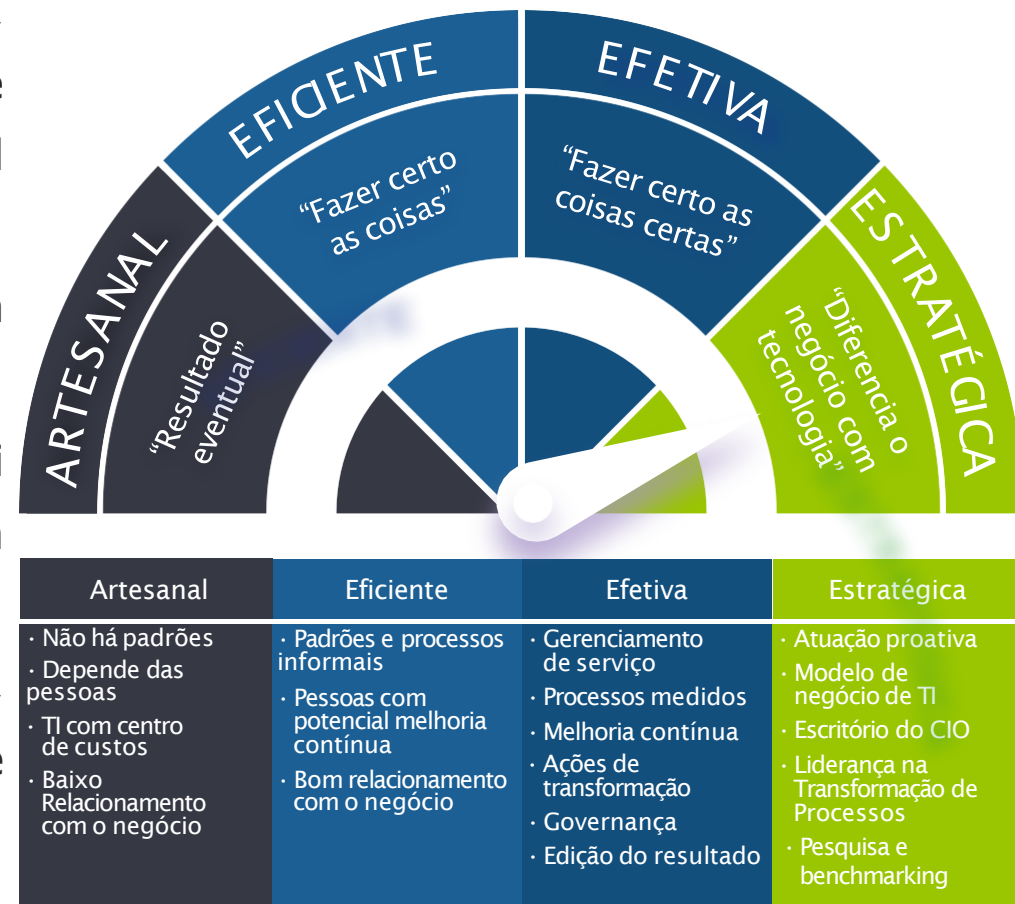 ARTESANAL
EFICIENTE
EFETIVA
ESTRATÉGICA
“Resultado
eventual”
“Fazer certo
as coisas”
“Fazer certo as
coisas certas”
“Diferencia o
negócio com
tecnologia”
Artesanal
· Não há padrões
· Depende das
pessoas
· TI com centro
de custos
· Baixo
Relacionamento
com o negócio
Eficiente
· Padrões e processos
informais
· Pessoas com
potencial melhoria
contínua
· Bom relacionamento
com o negócio
Efetiva
· Gerenciamento
de serviço
· Processos medidos
· Melhoria contínua
· Ações de
transformação
· Governança
· Edição do resultado
Estratégica
· Atuação proativa
· Modelo de
negócio de TI
· Escritório do CIO
· Liderança na
Transformação de
Processos
· Pesquisa e
benchmarking